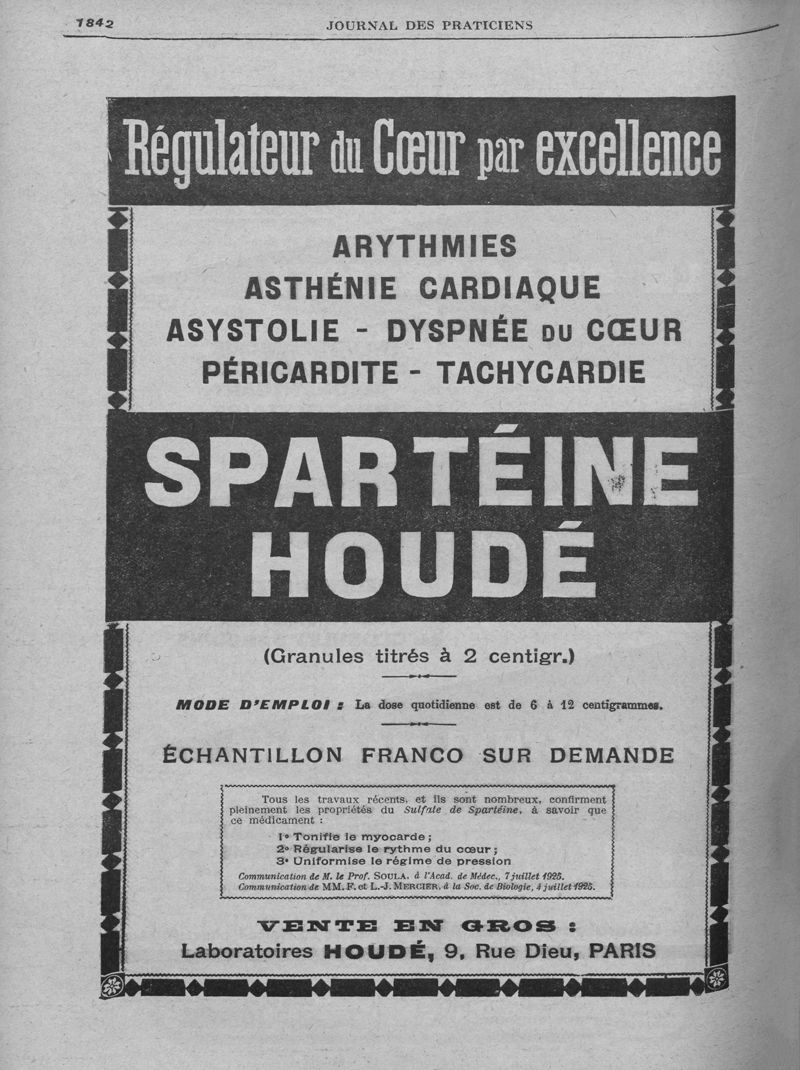 1842
JOURNAL DES PRATICIENS
Régulateur du Cœur par excellence
ARYTHMIES
ASTHÉNIE CARDIAQUE
ASYSTOLIE - DYSPNÉE DU CŒUR
PÉRICARDITE - TACHYCARDIE
SPARTÉINE
HOUDÉ
(Granules titrés à 2 centigr.)
MODE D'EMPLOI : La dose quotidienne est de 6 à 12 centigrammes.
ÉCHANTILLON FRANCO SUR DEMANDE
Tous les travaux récents, et ils sont nombreux, confirment
pleinement les propriétés du Sulfate de Spartéine, à savoir que
ce médicament :
1º Tonifie le myocarde ;
2º Régularise le rythme du cœur ;
3º Uniformise le régime de pression
Communication de M. le Prof. SOULA, à l'Acad. de Médec., 7 juillet 1925.
Communication de MM. F. et L.-J. MERCIER, à la Soc. de Biologie, 4 juillet 1925.
VENTE EN GROS :
Laboratoires HOUDÉ, 9, Rue Dieu, PARIS